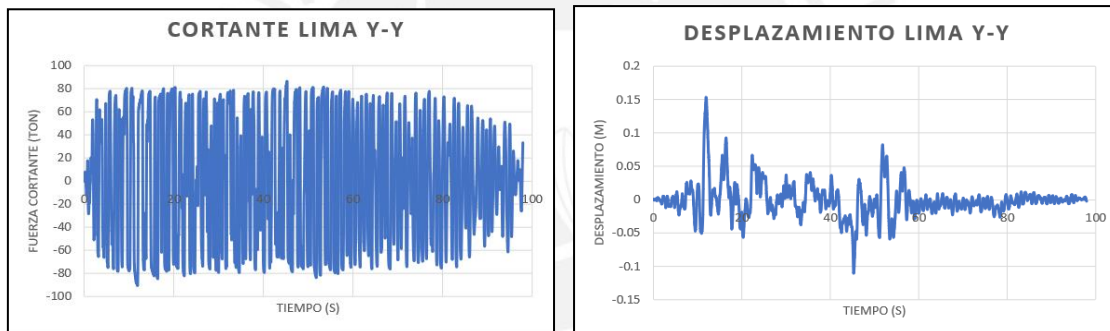 CORTANTE LIMA Y-Y
FUERZA CORTANTE (TON)
100
80
60
40
20
0
-20
-40
-60
-80
-100
0 20 40 60 80 100
TIEMPO (S)
DESPLAZAMIENTO LIMA Y-Y
DESPLAZAMIENTO (M)
0.2
0.15
0.1
0.05
0
-0.05
-0.1
-0.15
0 20 40 60 80 100
TIEMPO (S)